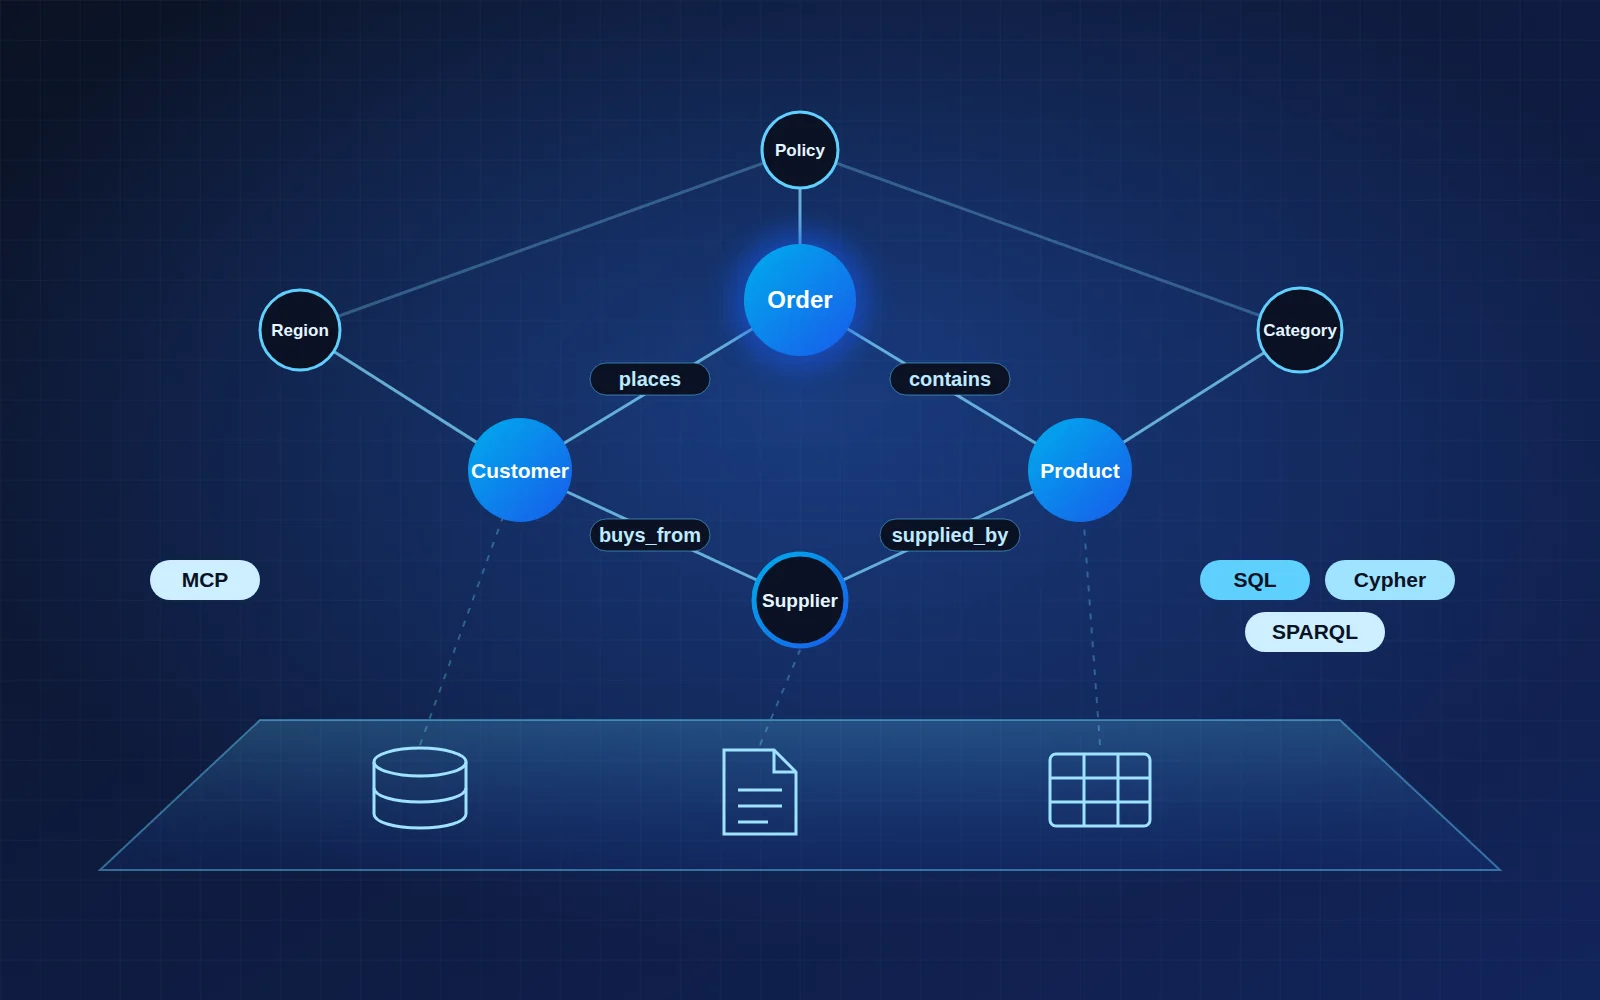 Policy
Order
Region
Category
places
contains
Customer
Product
buys_from
supplied_by
MCP
SQL
Cypher
Supplier
SPARQL